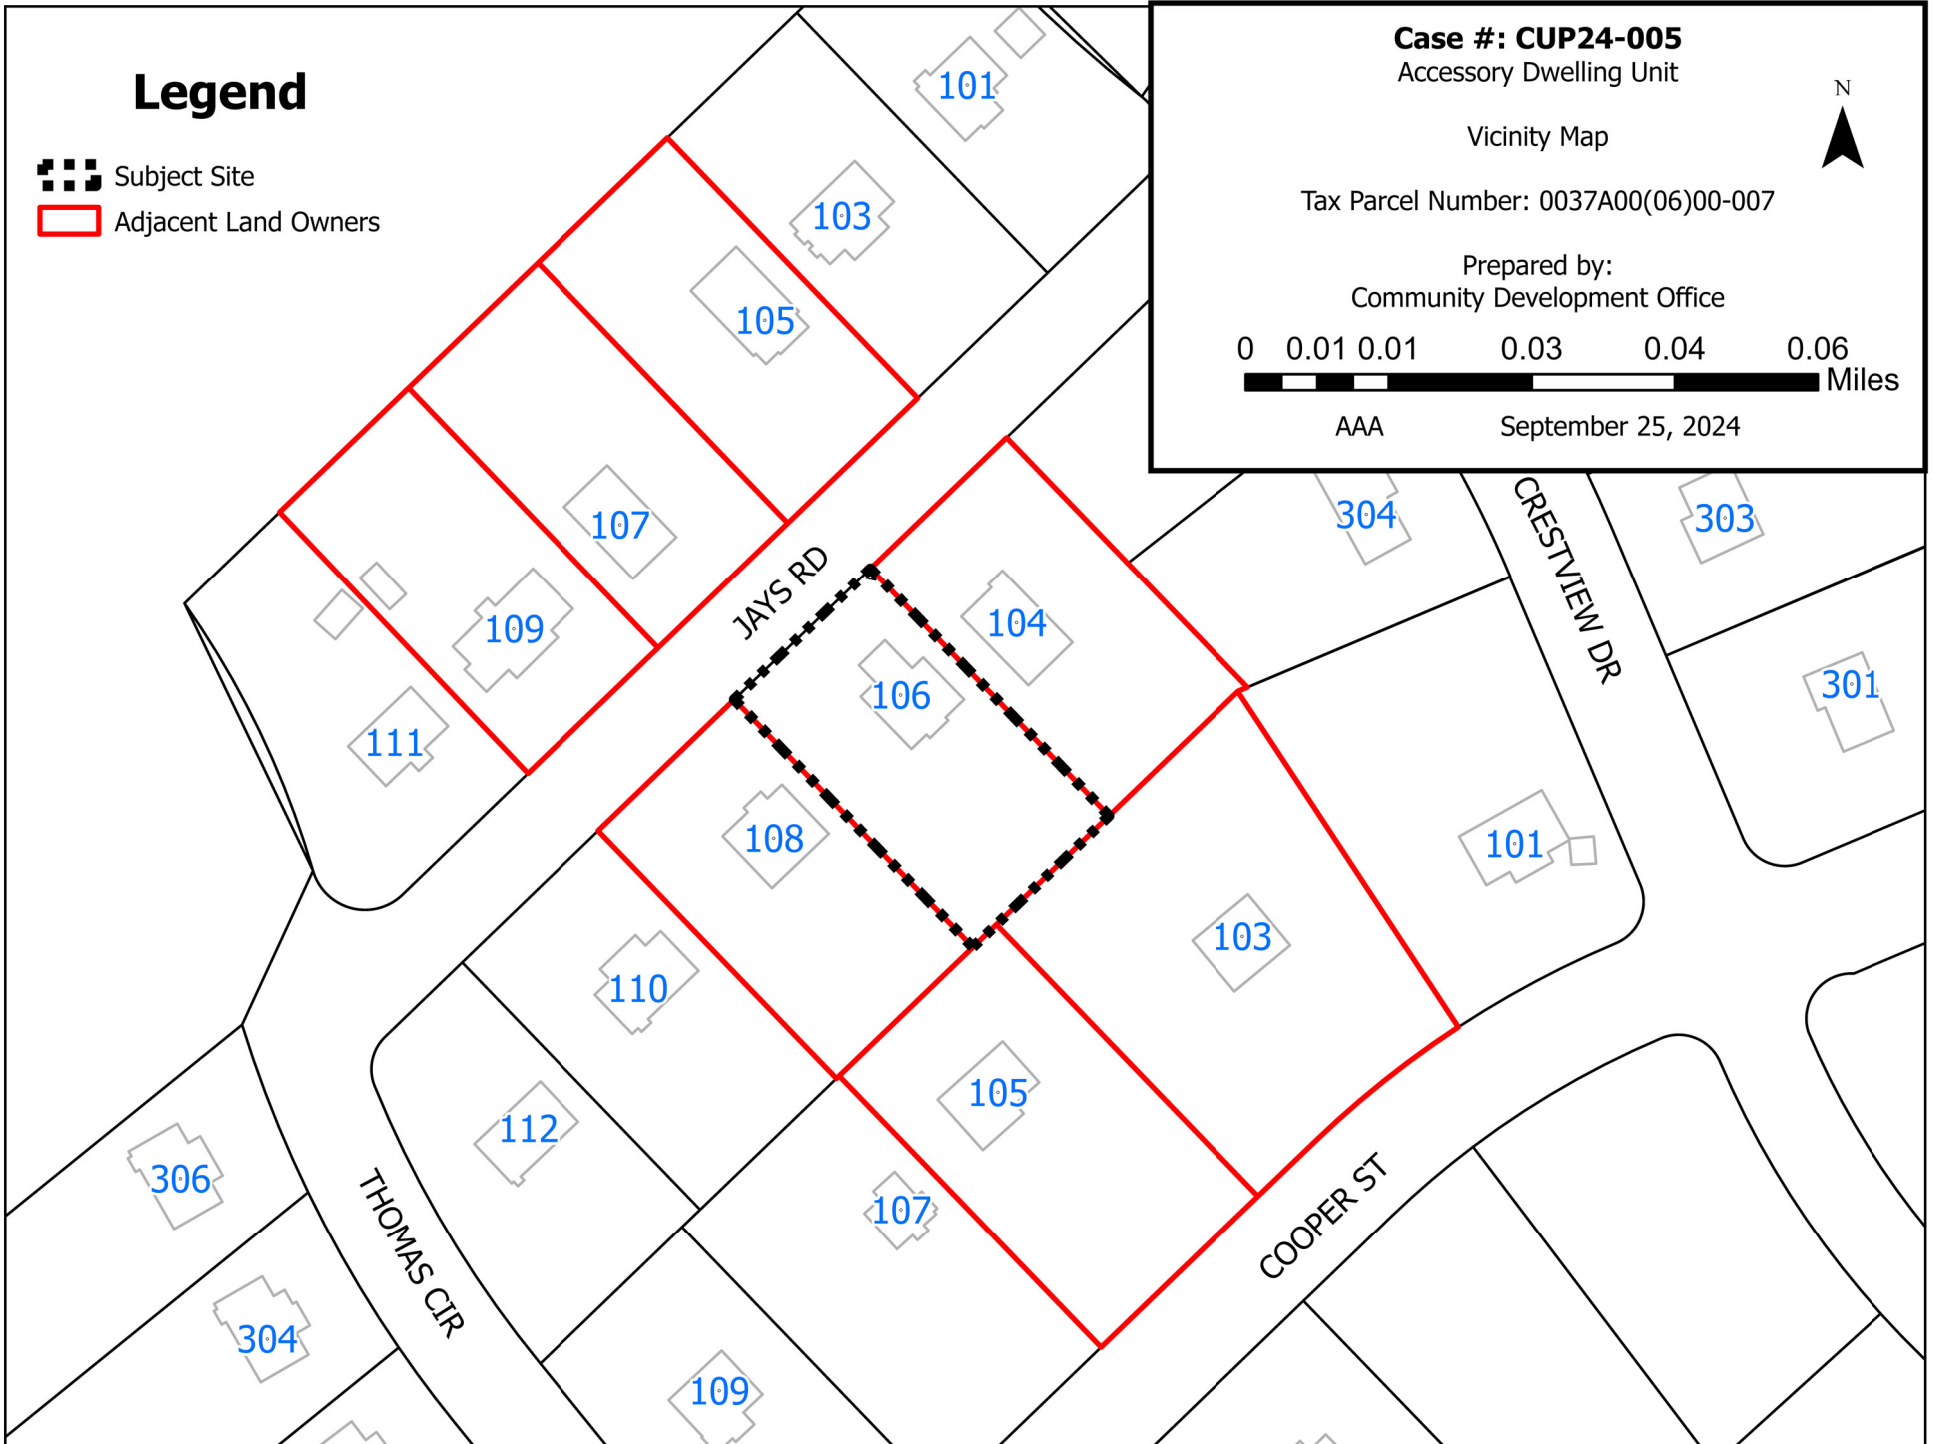 Legend
Subject Site
Adjacent Land Owners
Case #: CUP24-005
Accessory Dwelling Unit
N
Vicinity Map
Tax Parcel Number: 0037A00(06)00-007
Prepared by:
Community Development Office
0 0.01 0.01 0.03 0.04 0.06
Miles
AAA September 25, 2024
101
103
105
107
109
111
JAYS RD
104
106
108
110
112
304
CRESTVIEW DR
303
301
101
103
105
107
109
COOPER ST
THOMAS CIR
306
304